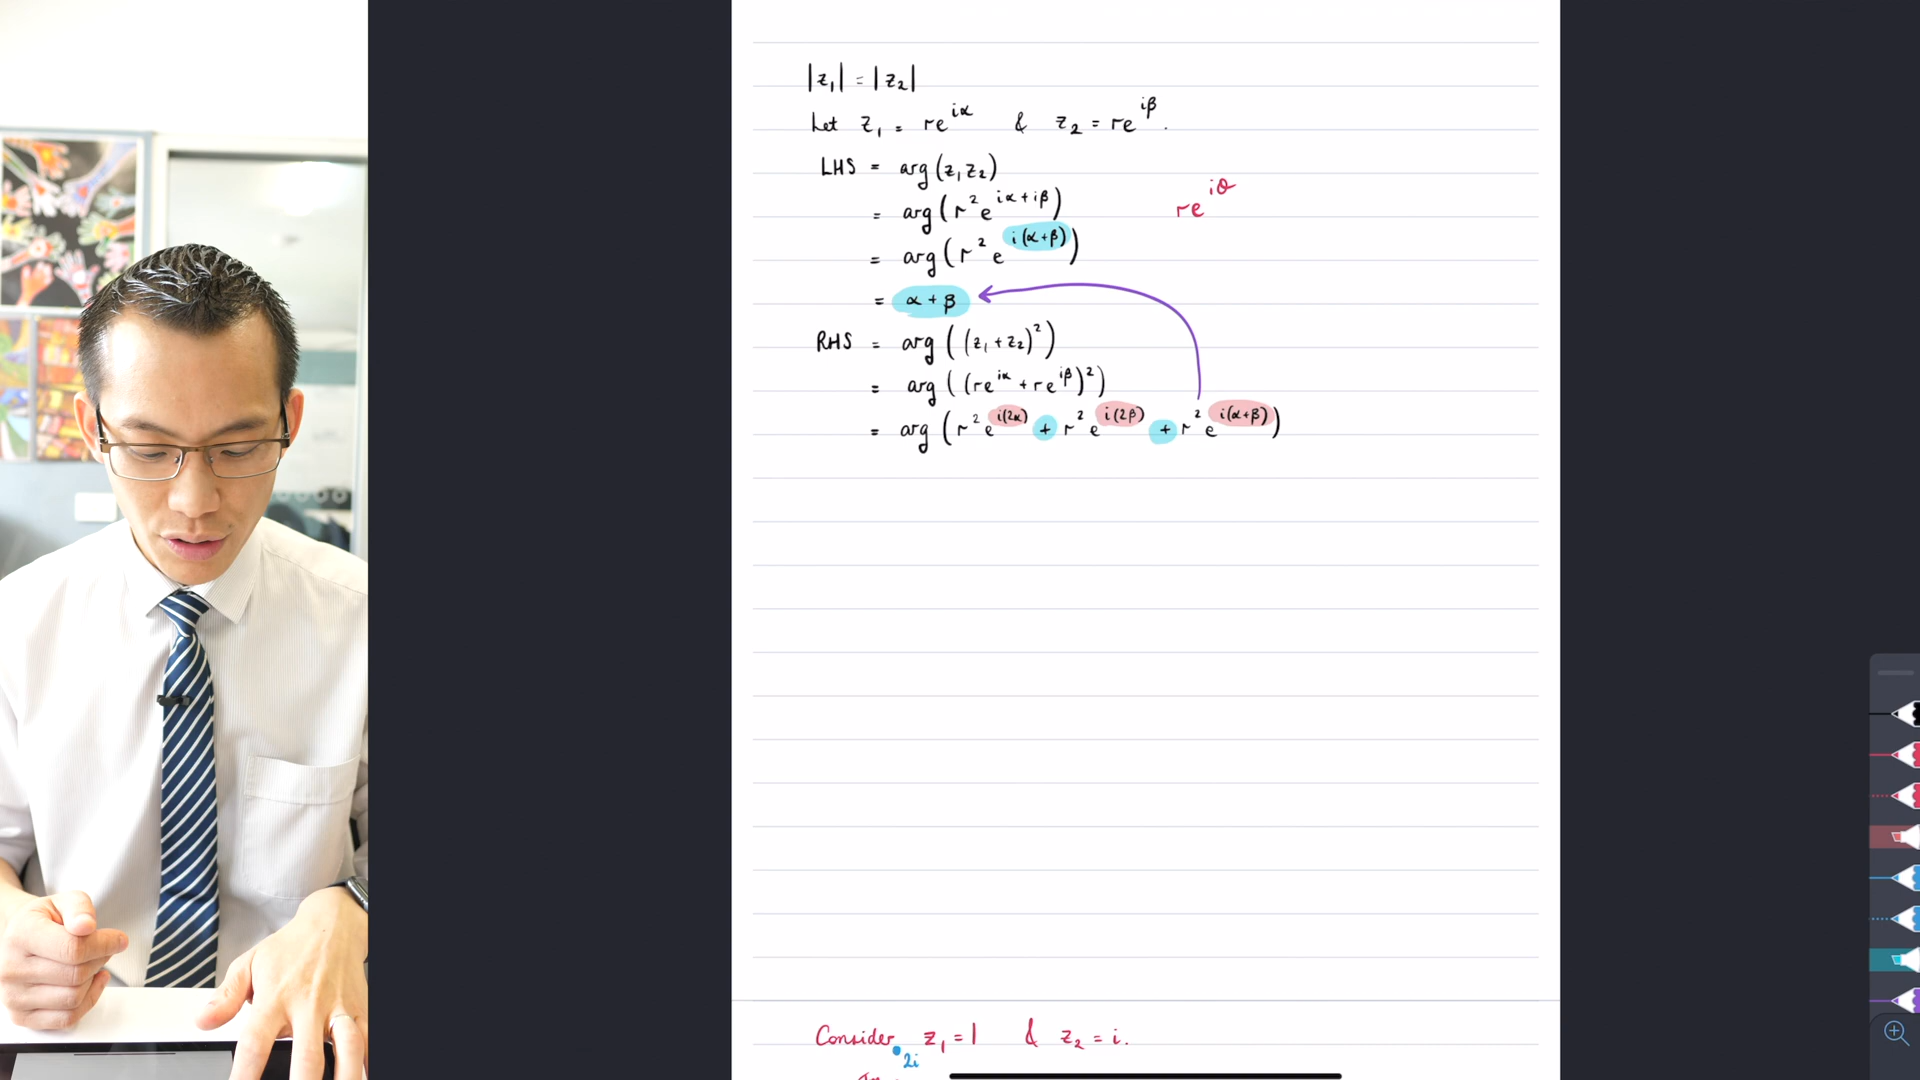 |z₁| = |z₂|
Let z₁ = re^{iα} & z₂ = re^{iβ}.
LHS = arg(z₁z₂)
= arg(r²e^{iα+iβ})
re^{iθ}
= arg(r²e^{i(α+β)})
= α+β
RHS = arg((z₁+z₂)²)
= arg((re^{iα}+re^{iβ})²)
= arg(r²e^{i(2α)} + r²e^{i(2β)} + r²e^{i(α+β)})
Consider z₁ = 1 & z₂ = i.
2i